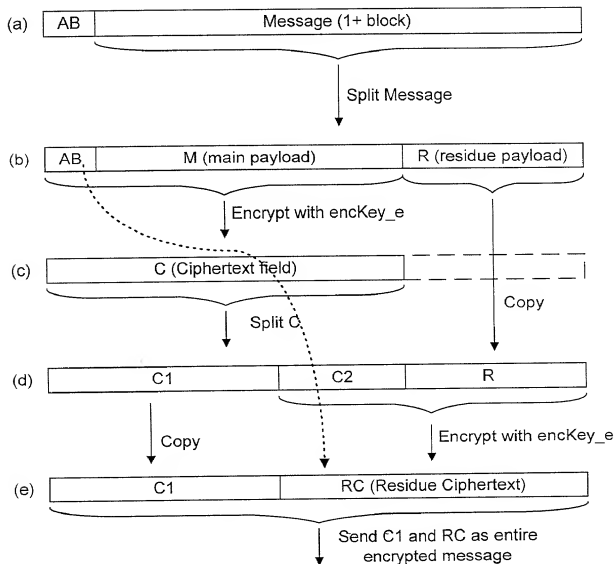 (a) AB Message (1+ block)
Split Message
(b) AB M (main payload) R (residue payload)
Encrypt with encKey_e
(c) C (Ciphertext field)
Copy
Split C
(d) C1 C2 R
Copy
Encrypt with encKey_e
(e) C1 RC (Residue Ciphertext)
Send C1 and RC as entire
encrypted message